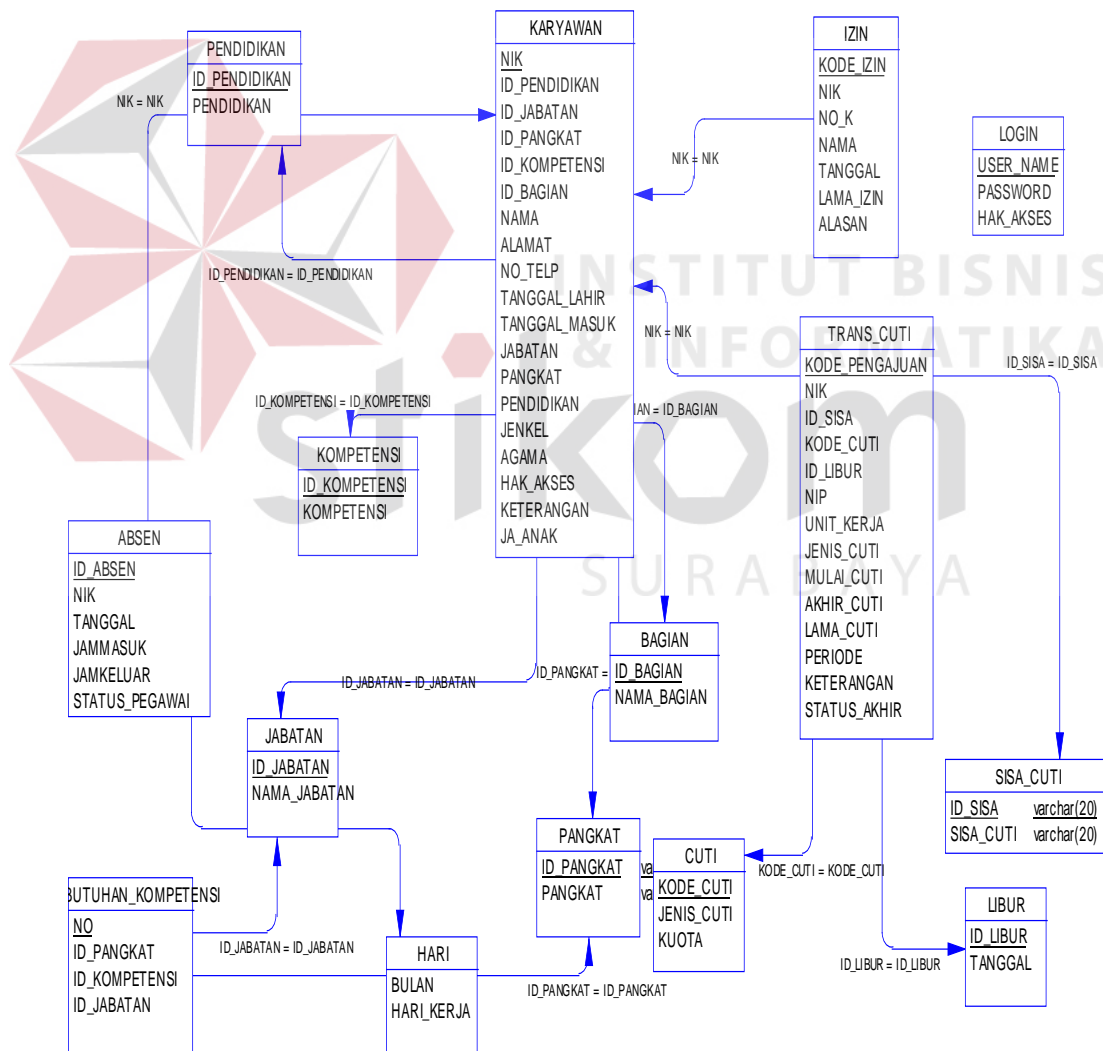 PENDIDIKAN
ID_PENDIDIKAN
PENDIDIKAN
KARYAWAN
NIK
ID_PENDIDIKAN
ID_JABATAN
ID_PANGKAT
ID_KOMPETENSI
ID_BAGIAN
NAMA
ALAMAT
NO_TELP
TANGGAL_LAHIR
TANGGAL_MASUK
JABATAN
PANGKAT
PENDIDIKAN
JENKEL
AGAMA
HAK_AKSES
KETERANGAN
JA_ANAK
IZIN
KODE_IZIN
NIK
NO_K
NAMA
TANGGAL
LAMA_IZIN
ALASAN
LOGIN
USER_NAME
PASSWORD
HAK_AKSES
NIK = NIK
NIK = NIK
ID_PENDIDIKAN = ID_PENDIDIKAN
NIK = NIK
INSTITUT BISNIS
& INFORMATIKA
stikom
SURABAYA
TRANS_CUTI
KODE_PENGAJUAN
NIK
ID_SISA
KODE_CUTI
ID_LIBUR
NIP
UNIT_KERJA
JENIS_CUTI
MULAI_CUTI
AKHIR_CUTI
LAMA_CUTI
PERIODE
KETERANGAN
STATUS_AKHIR
ID_SISA = ID_SISA
ID_KOMPETENSI = ID_KOMPETENSI
IAN = ID_BAGIAN
KOMPETENSI
ID_KOMPETENSI
KOMPETENSI
ABSEN
ID_ABSEN
NIK
TANGGAL
JAMMASUK
JAMKELUAR
STATUS_PEGAWAI
BAGIAN
ID_BAGIAN
NAMA_BAGIAN
ID_JABATAN = ID_JABATAN
ID_PANGKAT =
JABATAN
ID_JABATAN
NAMA_JABATAN
SISA_CUTI
ID_SISA varchar(20)
SISA_CUTI varchar(20)
PANGKAT
ID_PANGKAT va
PANGKAT va
CUTI
KODE_CUTI
JENIS_CUTI
KUOTA
KODE_CUTI = KODE_CUTI
BUTUHAN_KOMPETENSI
NO
ID_PANGKAT
ID_KOMPETENSI
ID_JABATAN
ID_JABATAN = ID_JABATAN
HARI
BULAN
HARI_KERJA
ID_PANGKAT = ID_PANGKAT
LIBUR
ID_LIBUR
TANGGAL
ID_LIBUR = ID_LIBUR